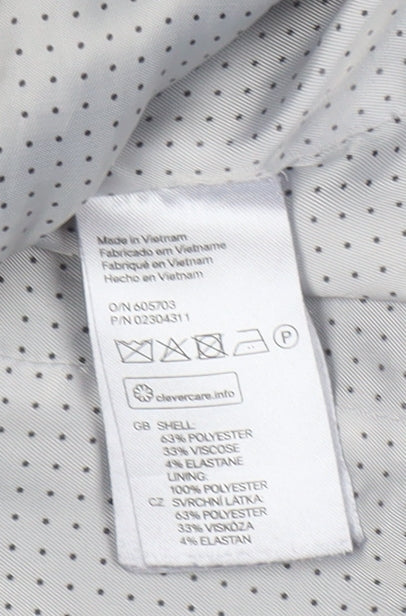 Made in Vietnam
Fabricado em Vietname
Fabriqué en Vietnam
Hecho en Vietnam
O/N 605703
P/N 02304311
P
clevercare.info
GB SHELL:
63% POLYESTER
33% VISCOSE
4% ELASTANE
LINING:
100% POLYESTER
CZ SVRCHNÍ LÁTKA:
63% POLYESTER
33% VISKÓZA
4% ELASTAN